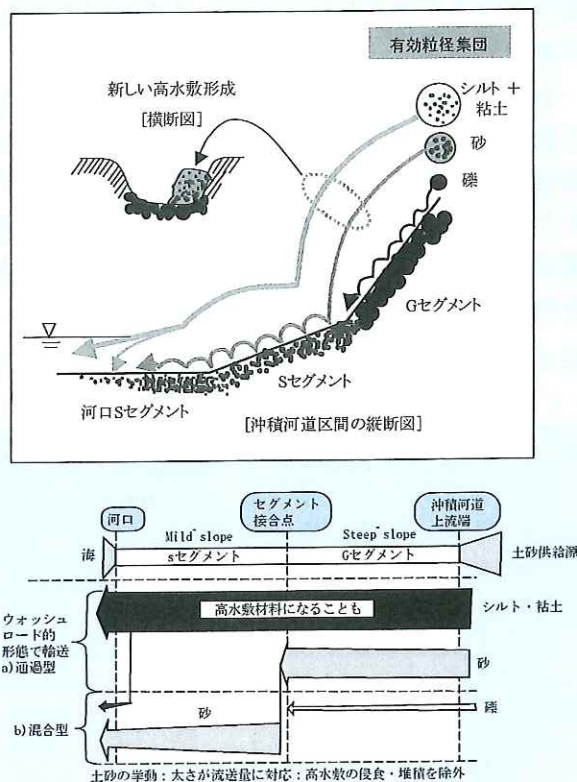 有効粒径集団
新しい高水敷形成
[横断図]
シルト +
粘土
砂
礫
Gセグメント
Sセグメント
河口Sセグメント
[沖積河道区間の縦断図]
河口
セグメント
接合点
沖積河道
上流端
Mild slope
Steep slope
海
sセグメント
Gセグメント
土砂供給源
ウォッシュ
ロード的
形態で輸送
a)通過型
高水敷材料になることも
シルト・粘土
砂
礫
b)混合型
砂
土砂の挙動：太さが流送量に対応：高水敷の侵食・堆積を除外